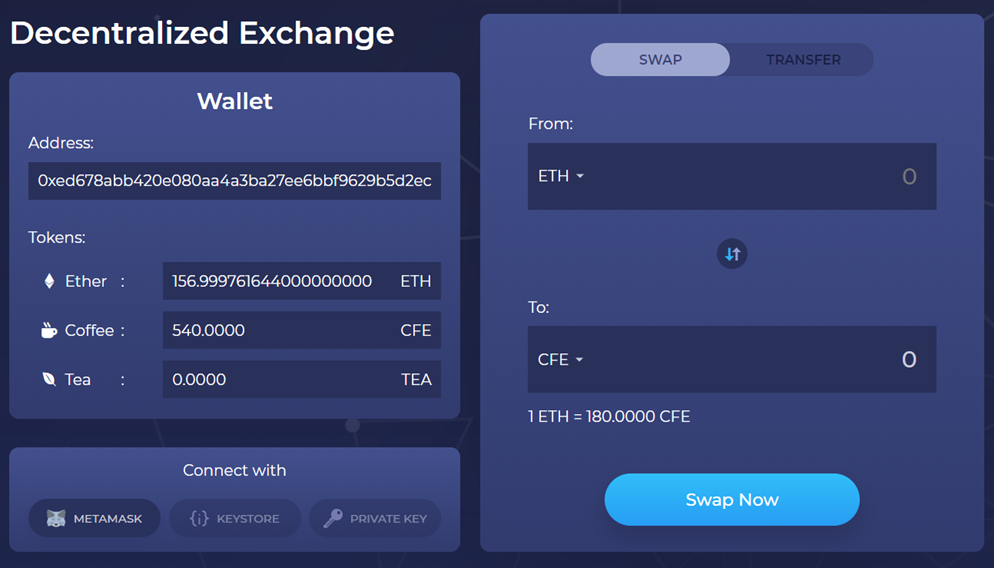 Decentralized Exchange
Wallet
Address:
0xed678abb420e080aa4a3ba27ee6bbf9629b5d2ec
Tokens:
Ether : 156.999761644000000000 ETH
Coffee : 540.0000 CFE
Tea : 0.0000 TEA
Connect with
METAMASK KEYSTORE PRIVATE KEY
SWAP TRANSFER
From:
ETH 0
To:
CFE 0
1 ETH = 180.0000 CFE
Swap Now